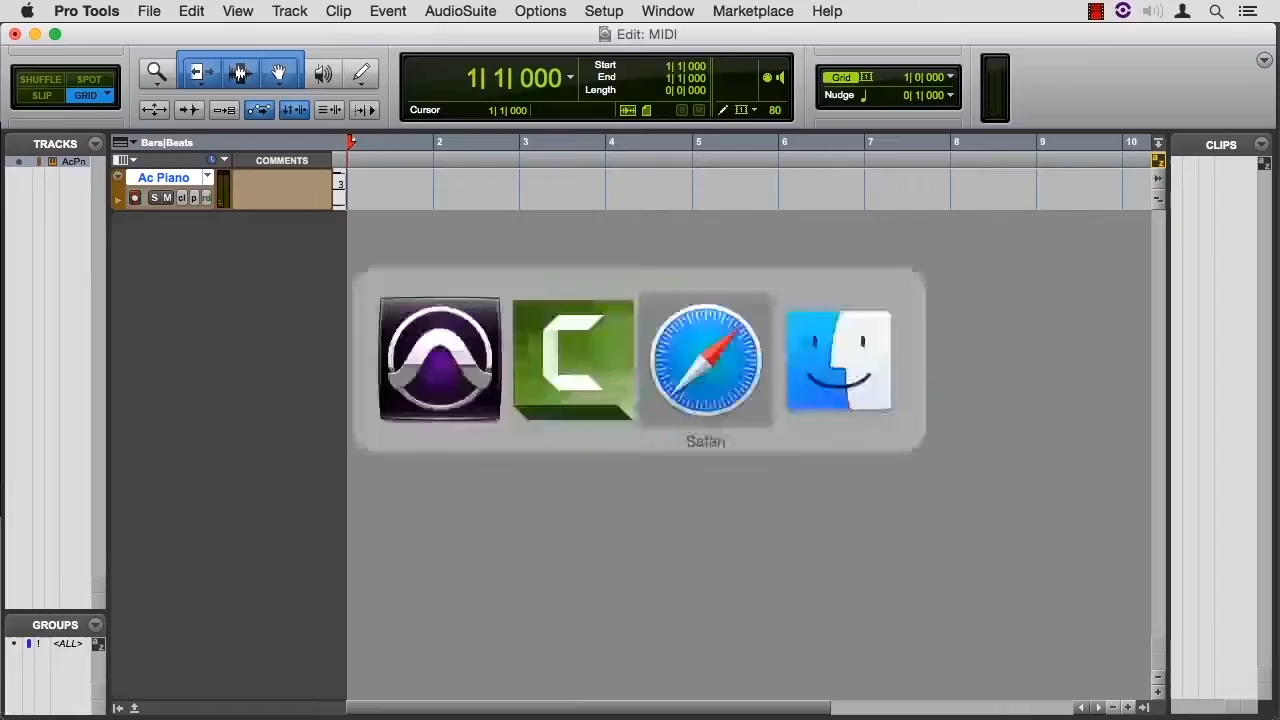 Pro Tools File Edit View Track Clip Event AudioSuite Options Setup Window Marketplace Help
Edit: MIDI
SHUFFLE SPOT
SLIP GRID
1| 1| 000
Start 1| 1| 000
End 1| 1| 000
Length 0| 0| 000
Cursor 1| 1| 000
80
Grid 1| 0| 000
Nudge 0| 1| 000
TRACKS
Bars|Beats
2 3 4 5 6 7 8 9 10
CLIPS
AcPn
COMMENTS
Ac Piano
3
S M cl p
Safari
GROUPS
! <ALL>